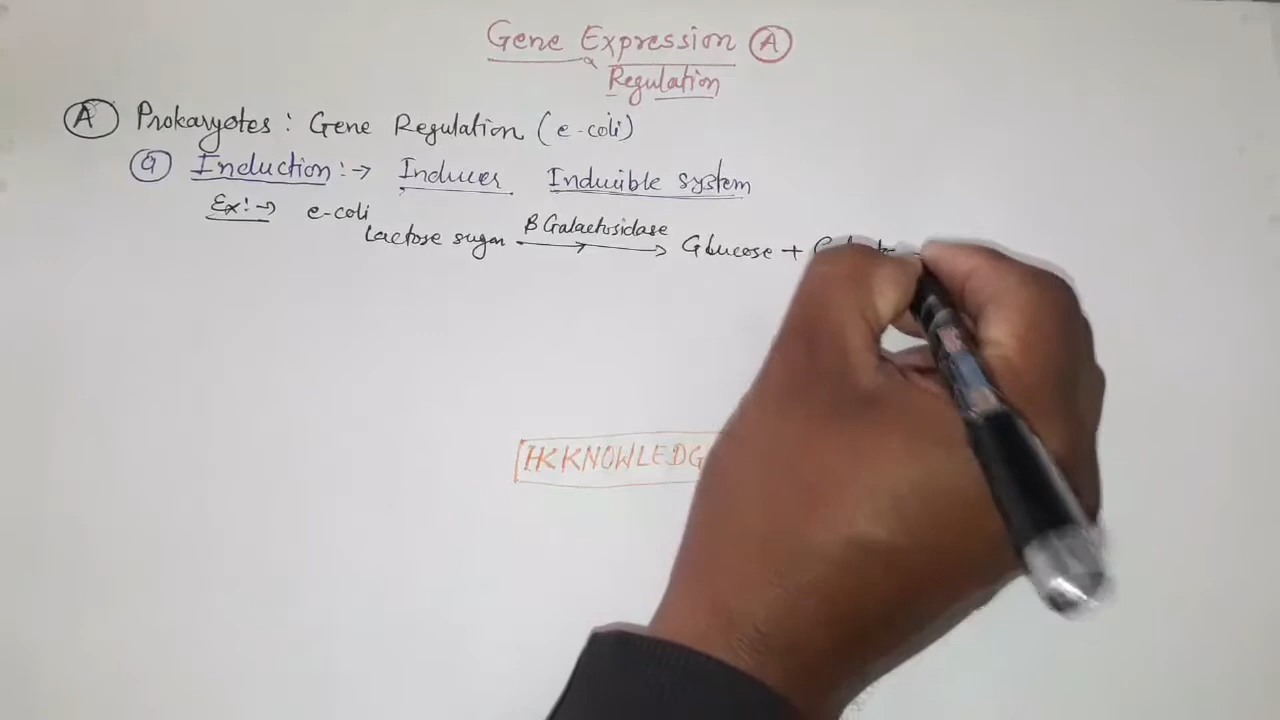 Gene Expression A
Regulation
A Prokaryotes : Gene Regulation (e-coli)
a Induction :→ Inducer Inducible system
Ex:→ e-coli
Lactose sugar β Galactosidase → Glucose +